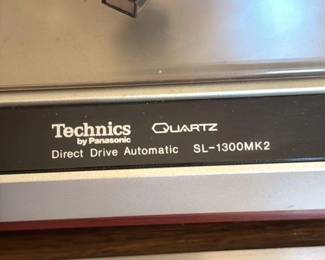 Technics QUARTZ
by Panasonic
Direct Drive Automatic SL-1300MK2